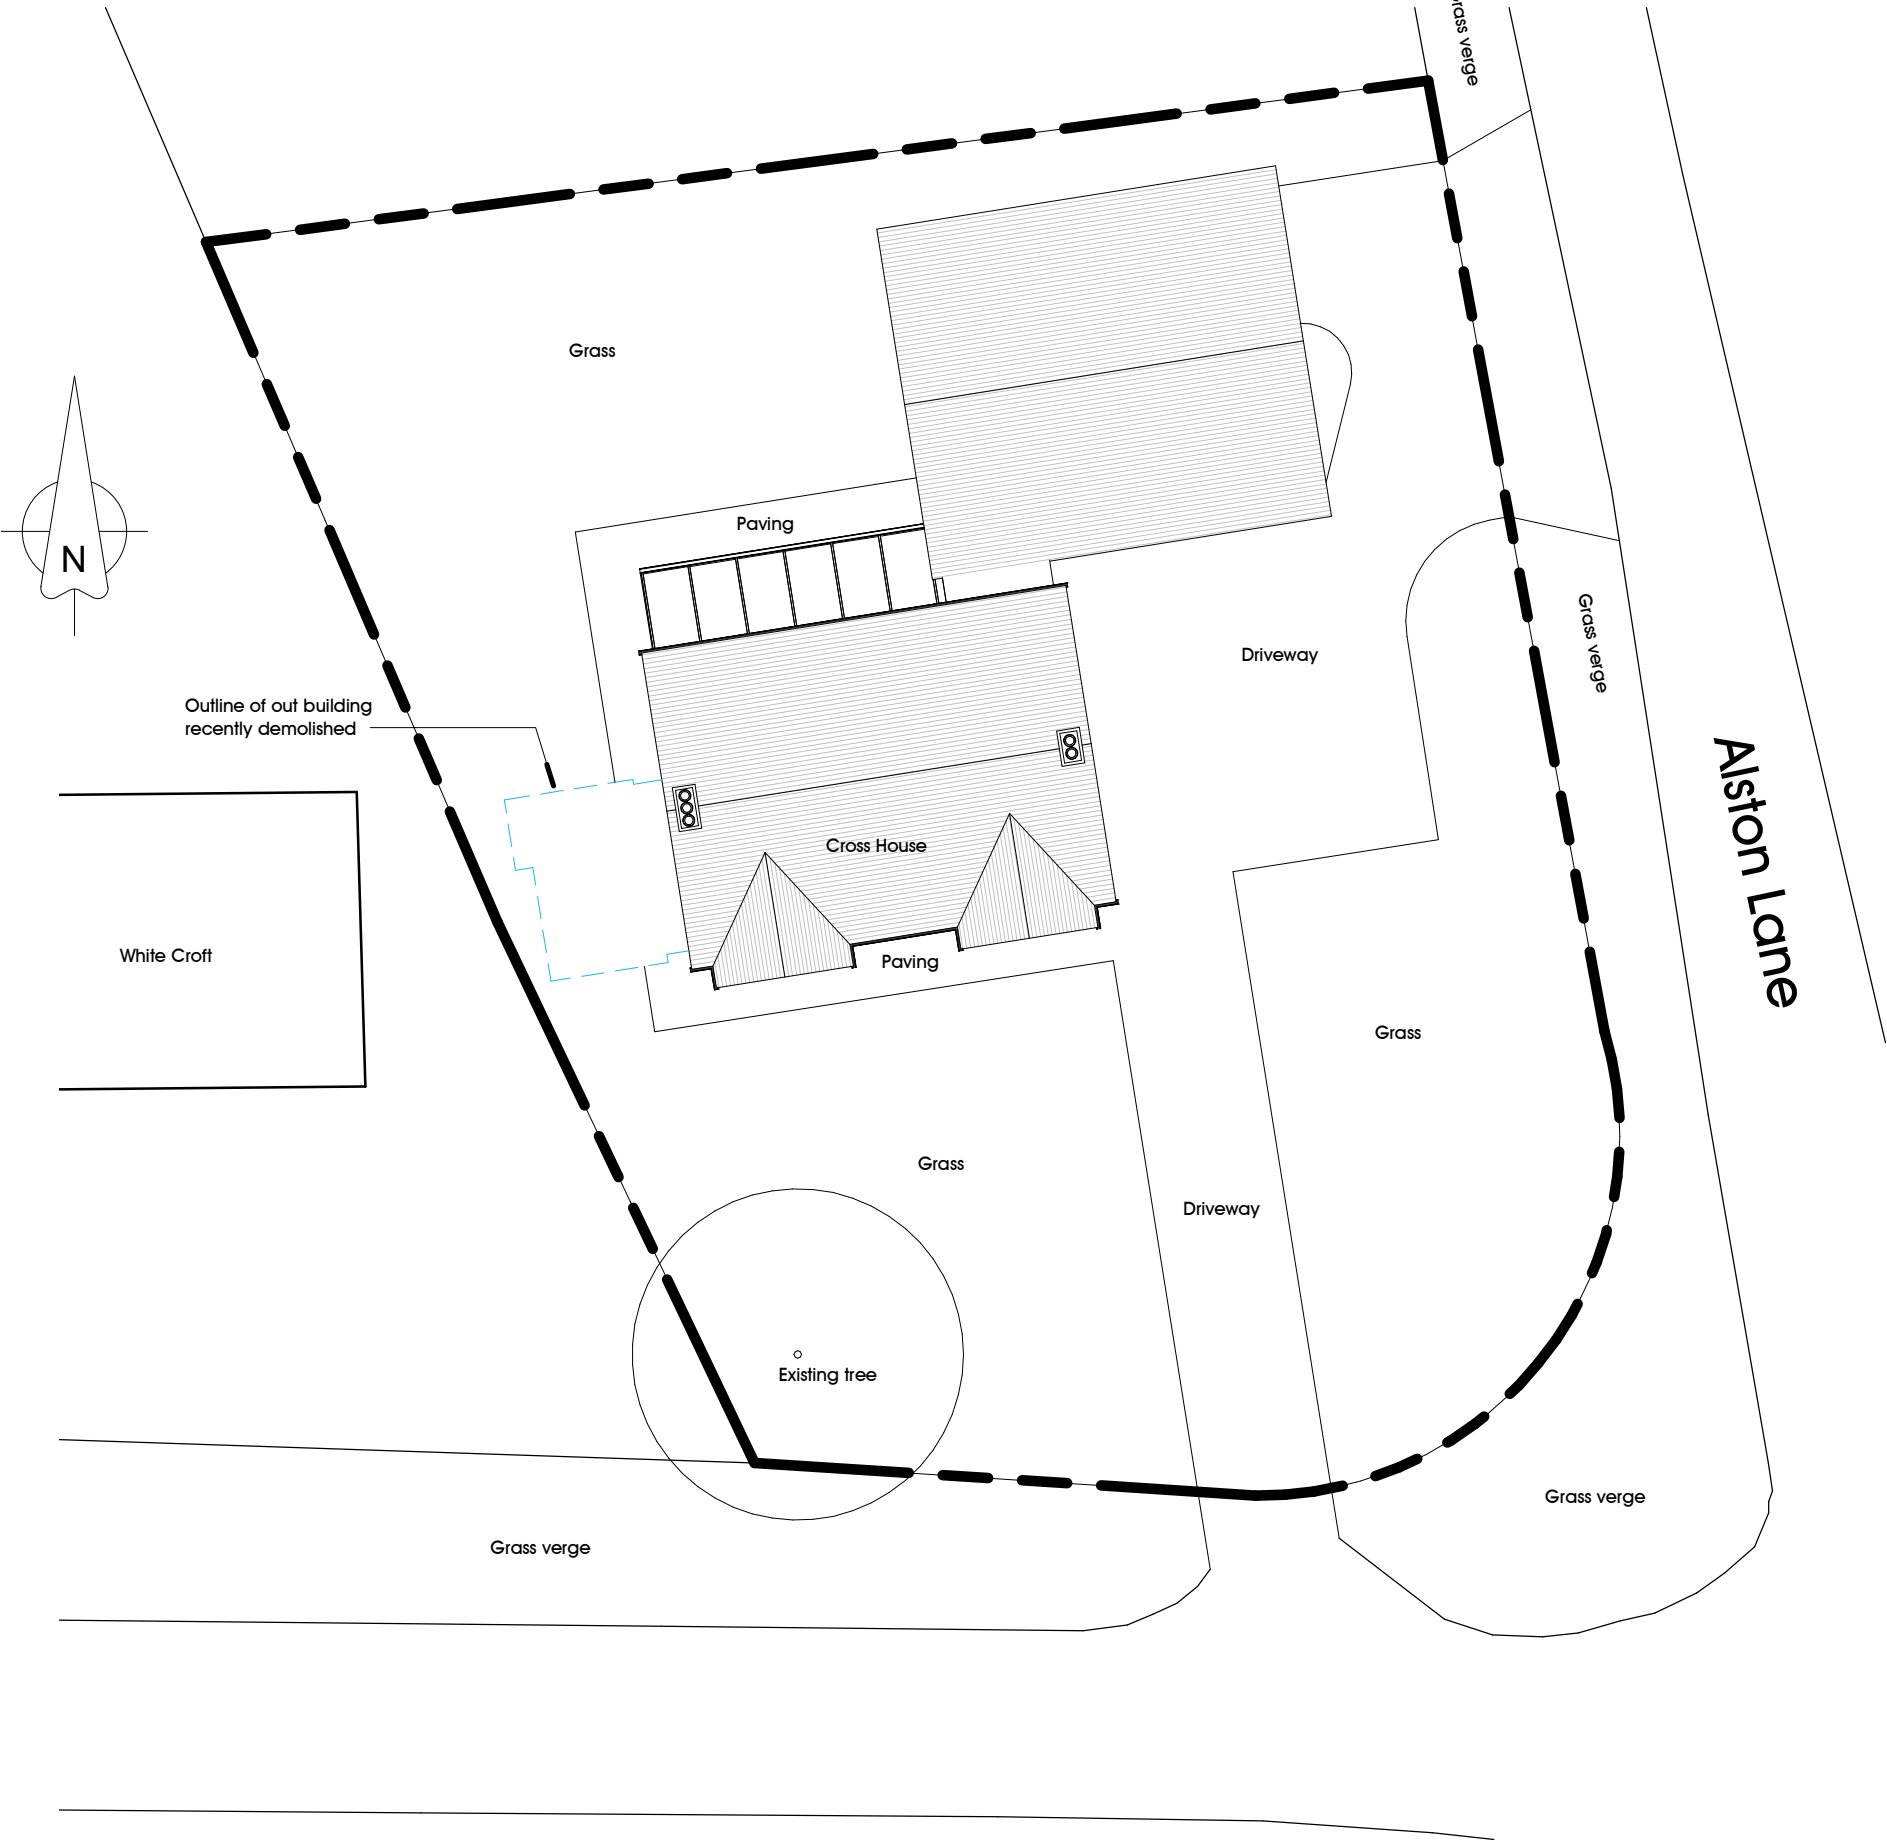 rass verge
Grass
Paving
N
Grass verge
Driveway
Outline of out building
recently demolished
Alston Lane
Cross House
White Croft
Paving
Grass
Grass
Driveway
Existing tree
Grass verge
Grass verge